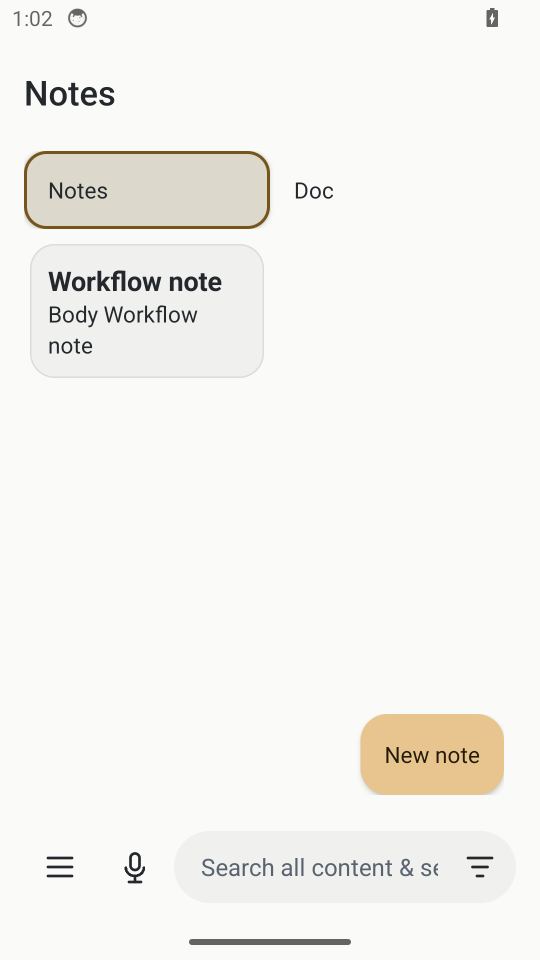 1:02
Notes
Notes
Doc
Workflow note
Body Workflow
note
New note
Search all content & se